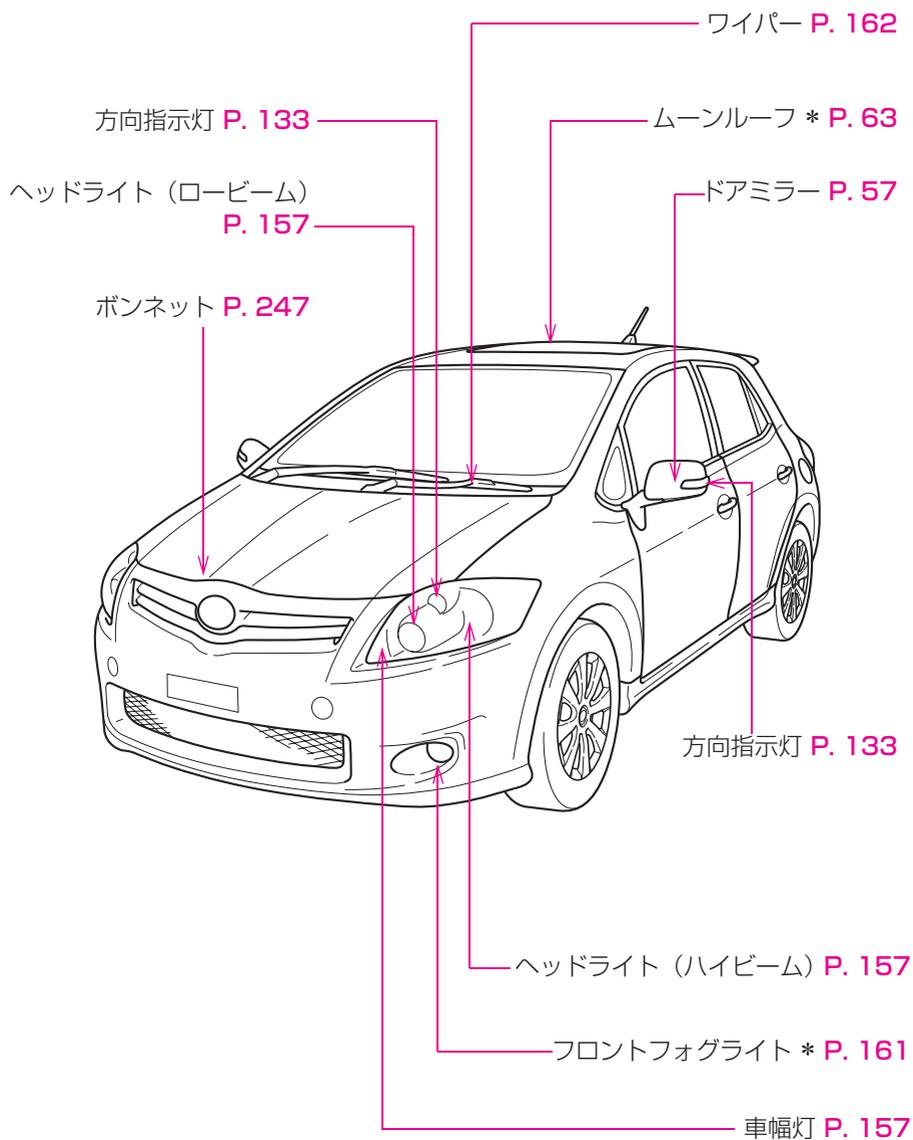 ワイパー P. 162
方向指示灯 P. 133
ムーンルーフ * P. 63
ヘッドライト（ロービーム）
P. 157
ドアミラー P. 57
ボンネット P. 247
方向指示灯 P. 133
ヘッドライト（ハイビーム）P. 157
フロントフォグライト * P. 161
車幅灯 P. 157